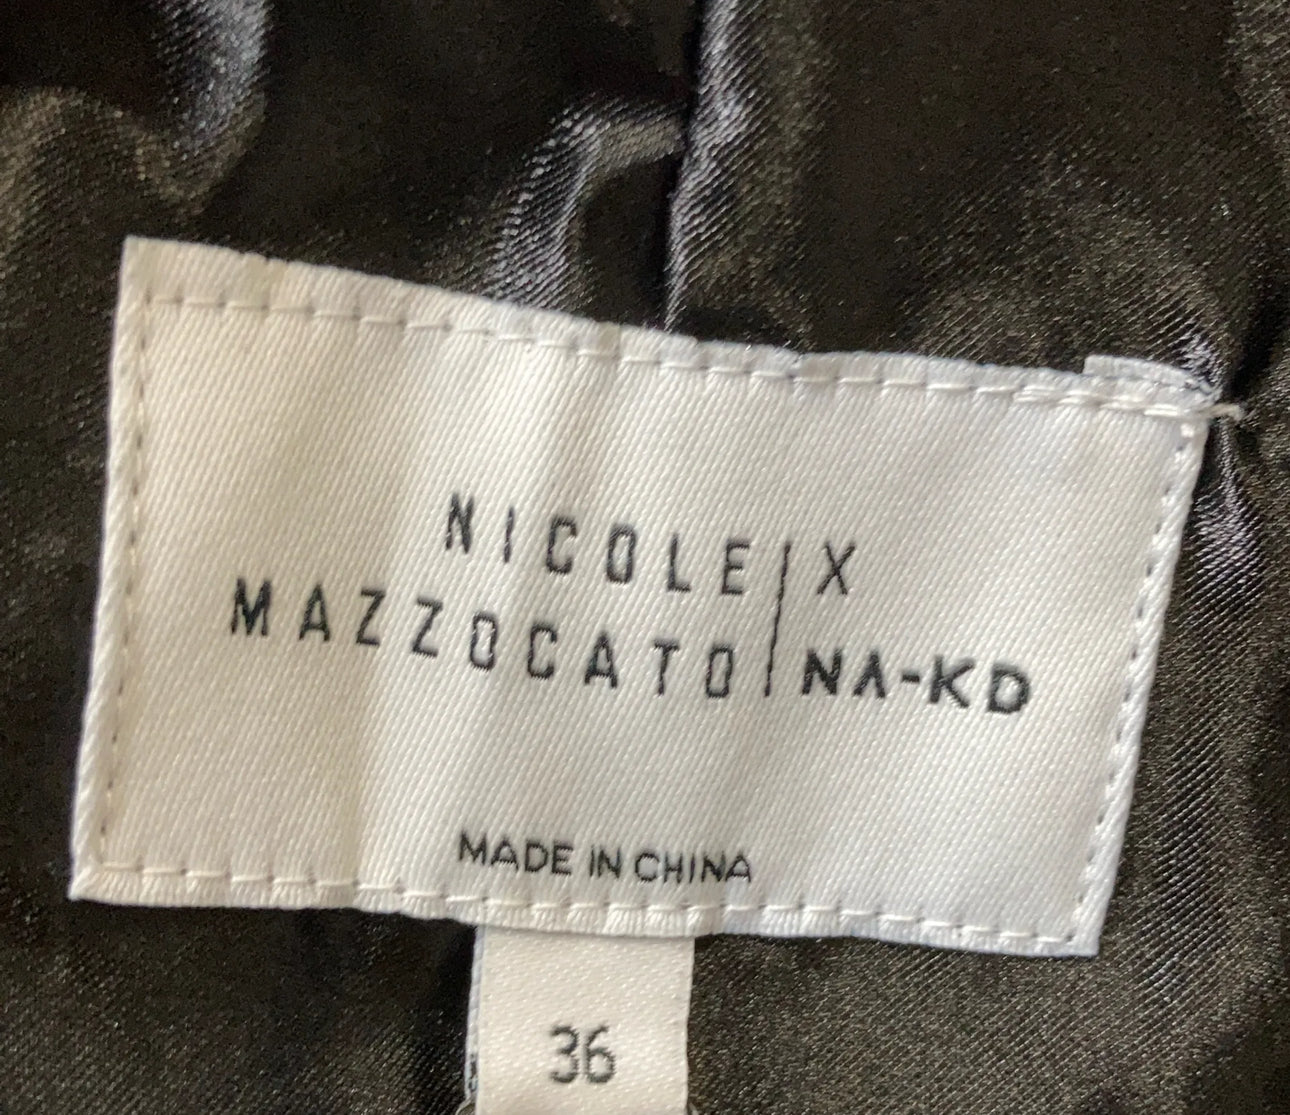 NICOLE X
MAZZOCATO NA-KD
MADE IN CHINA
36